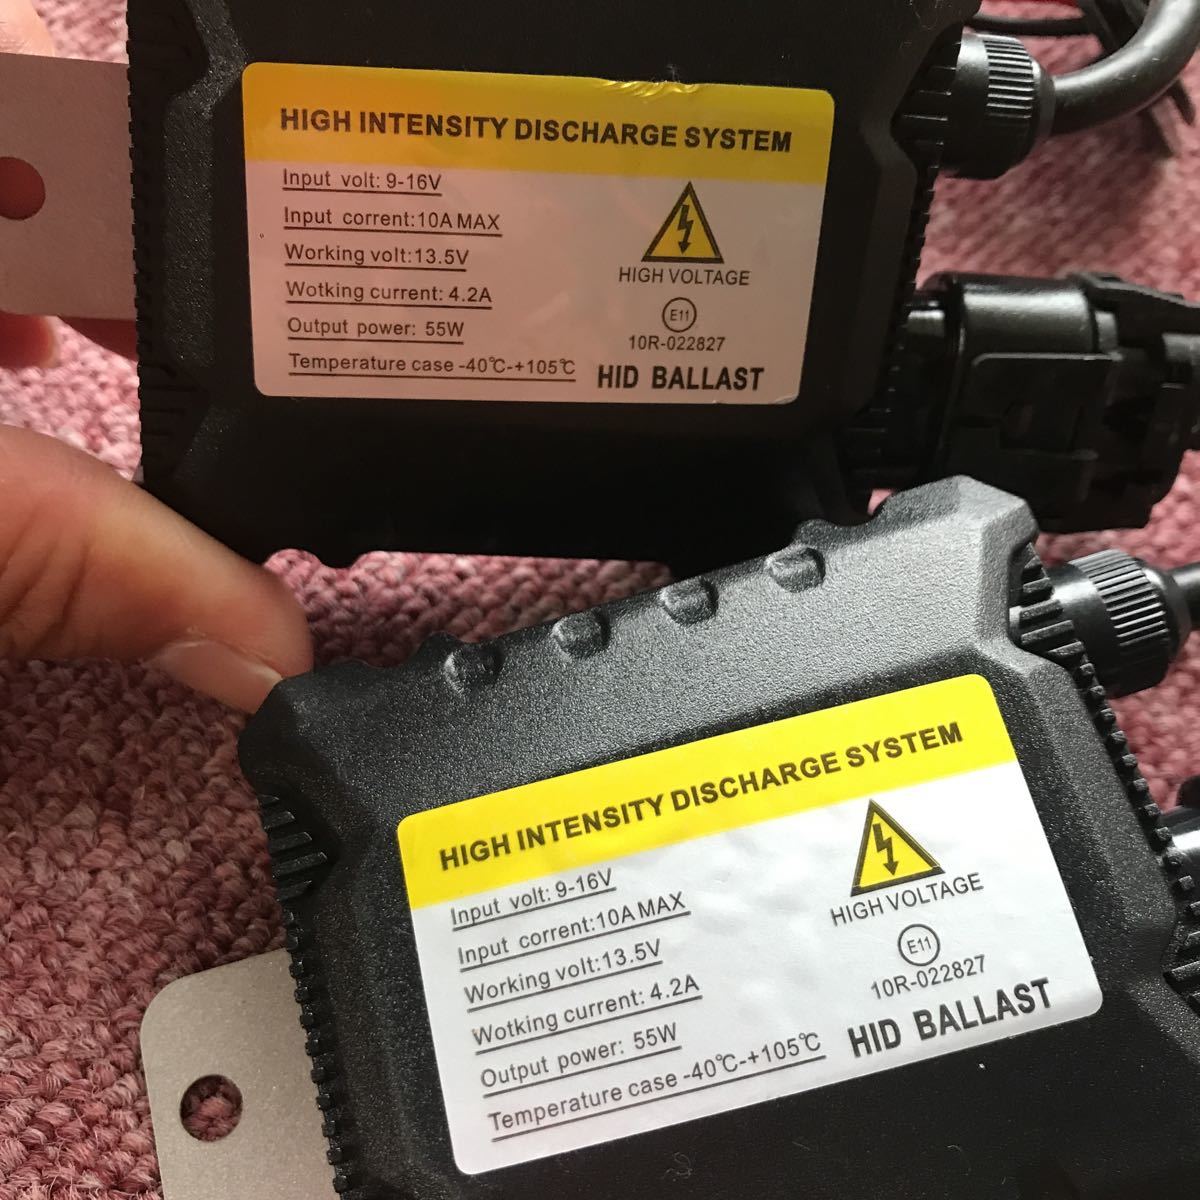 HIGH INTENSITY DISCHARGE SYSTEM
Input volt: 9-16V
Input corrent:10A MAX
Working volt:13.5V
Wotking current: 4.2A
Output power: 55W
Temperature case -40℃-+105℃
HIGH VOLTAGE
E11
10R-022827
HID BALLAST
HIGH INTENSITY DISCHARGE SYSTEM
Input volt: 9-16V
Input corrent:10A MAX
Working volt:13.5V
Wotking current: 4.2A
Output power: 55W
Temperature case -40℃-+105℃
HIGH VOLTAGE
E11
10R-022827
HID BALLAST